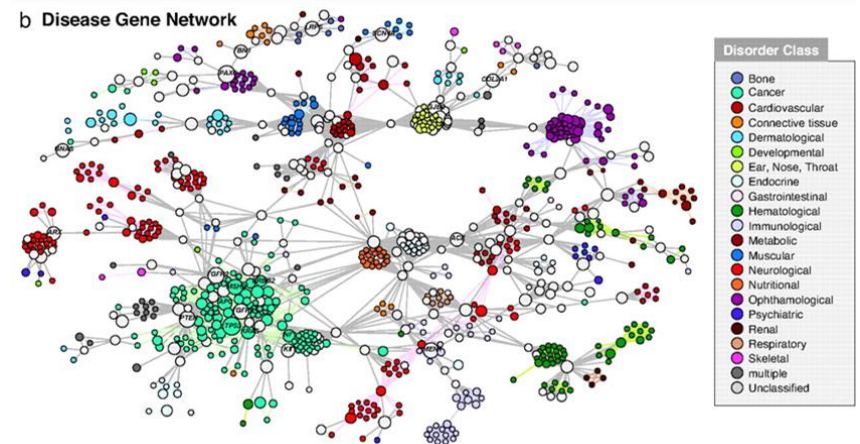 b Disease Gene Network
Disorder Class
Bone
Cancer
Cardiovascular
Connective tissue
Dermatological
Developmental
Ear, Nose, Throat
Endocrine
Gastrointestinal
Hematological
Immunological
Metabolic
Muscular
Neurological
Nutritional
Ophthamological
Psychiatric
Renal
Respiratory
Skeletal
multiple
Unclassified